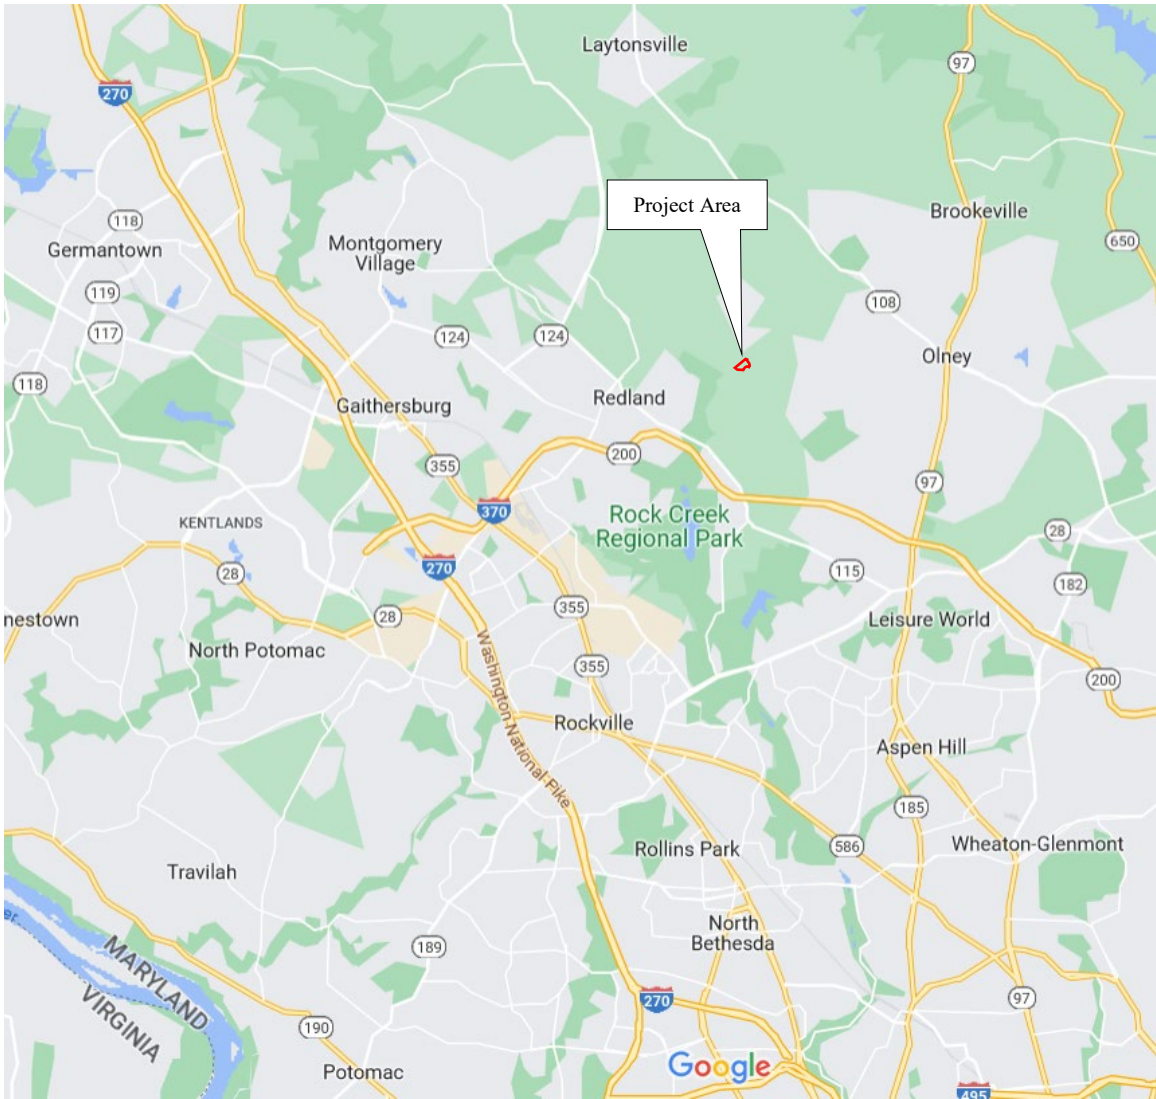 Laytonsville
97
270
Project Area
Brookeville
118
Germantown
Montgomery
Village
650
119
108
117
124
124
Olney
118
Redland
Gaithersburg
200
355
97
370
Rock Creek
Regional Park
KENTLANDS
28
270
115
28
182
355
28
nestown
Leisure World
North Potomac
355
200
Washington National Pike
Rockville
Aspen Hill
185
Rollins Park
586
Wheaton-Glenmont
Travilah
er
North
Bethesda
189
MARYLAND
VIRGINIA
270
97
190
Google
Potomac
495